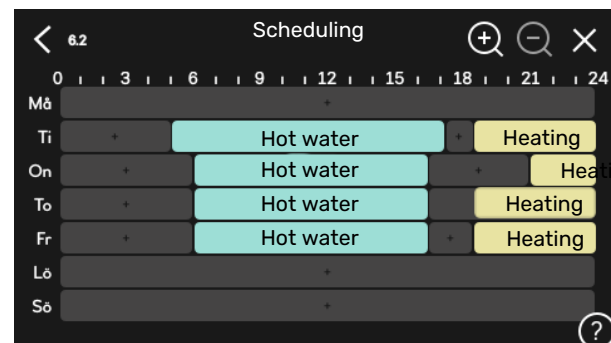 6.2 Scheduling
0 3 6 9 12 15 18 21 24
Må
Ti + Hot water + Heating
On + Hot water + Heati
To + Hot water Heating
Fr + Hot water + Heating
Lö
Sö
?